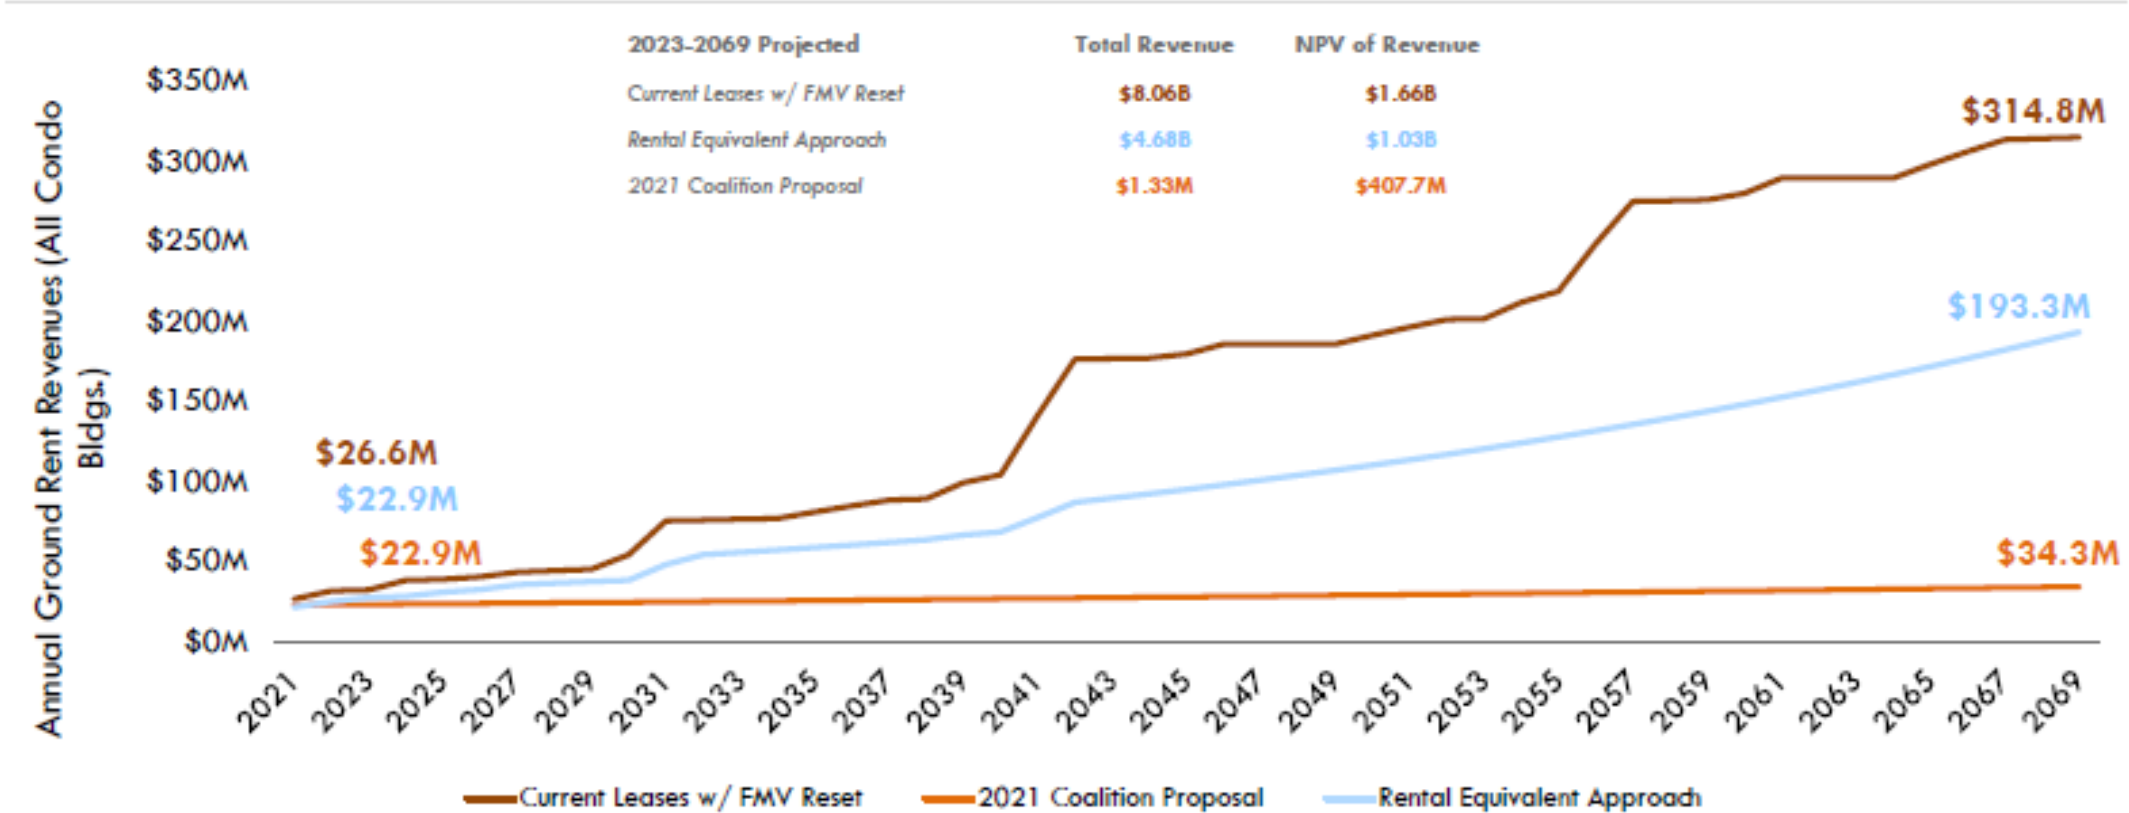 2023-2069 Projected Total Revenue NPV of Revenue
Current Leases w/ FMV Reset $8.06B $1.66B
Rental Equivalent Approach $4.68B $1.03B
2021 Coalition Proposal $1.33M $407.7M
Annual Ground Rent Revenues (All Condo
Bldgs.)
$350M
$300M
$250M
$200M
$150M
$100M
$50M
$0M
$26.6M
$22.9M
$22.9M
$314.8M
$193.3M
$34.3M
2021 2023 2025 2027 2029 2031 2033 2035 2037 2039 2041 2043 2045 2047 2049 2051 2053 2055 2057 2059 2061 2063 2065 2067 2069
Current Leases w/ FMV Reset 2021 Coalition Proposal Rental Equivalent Approach